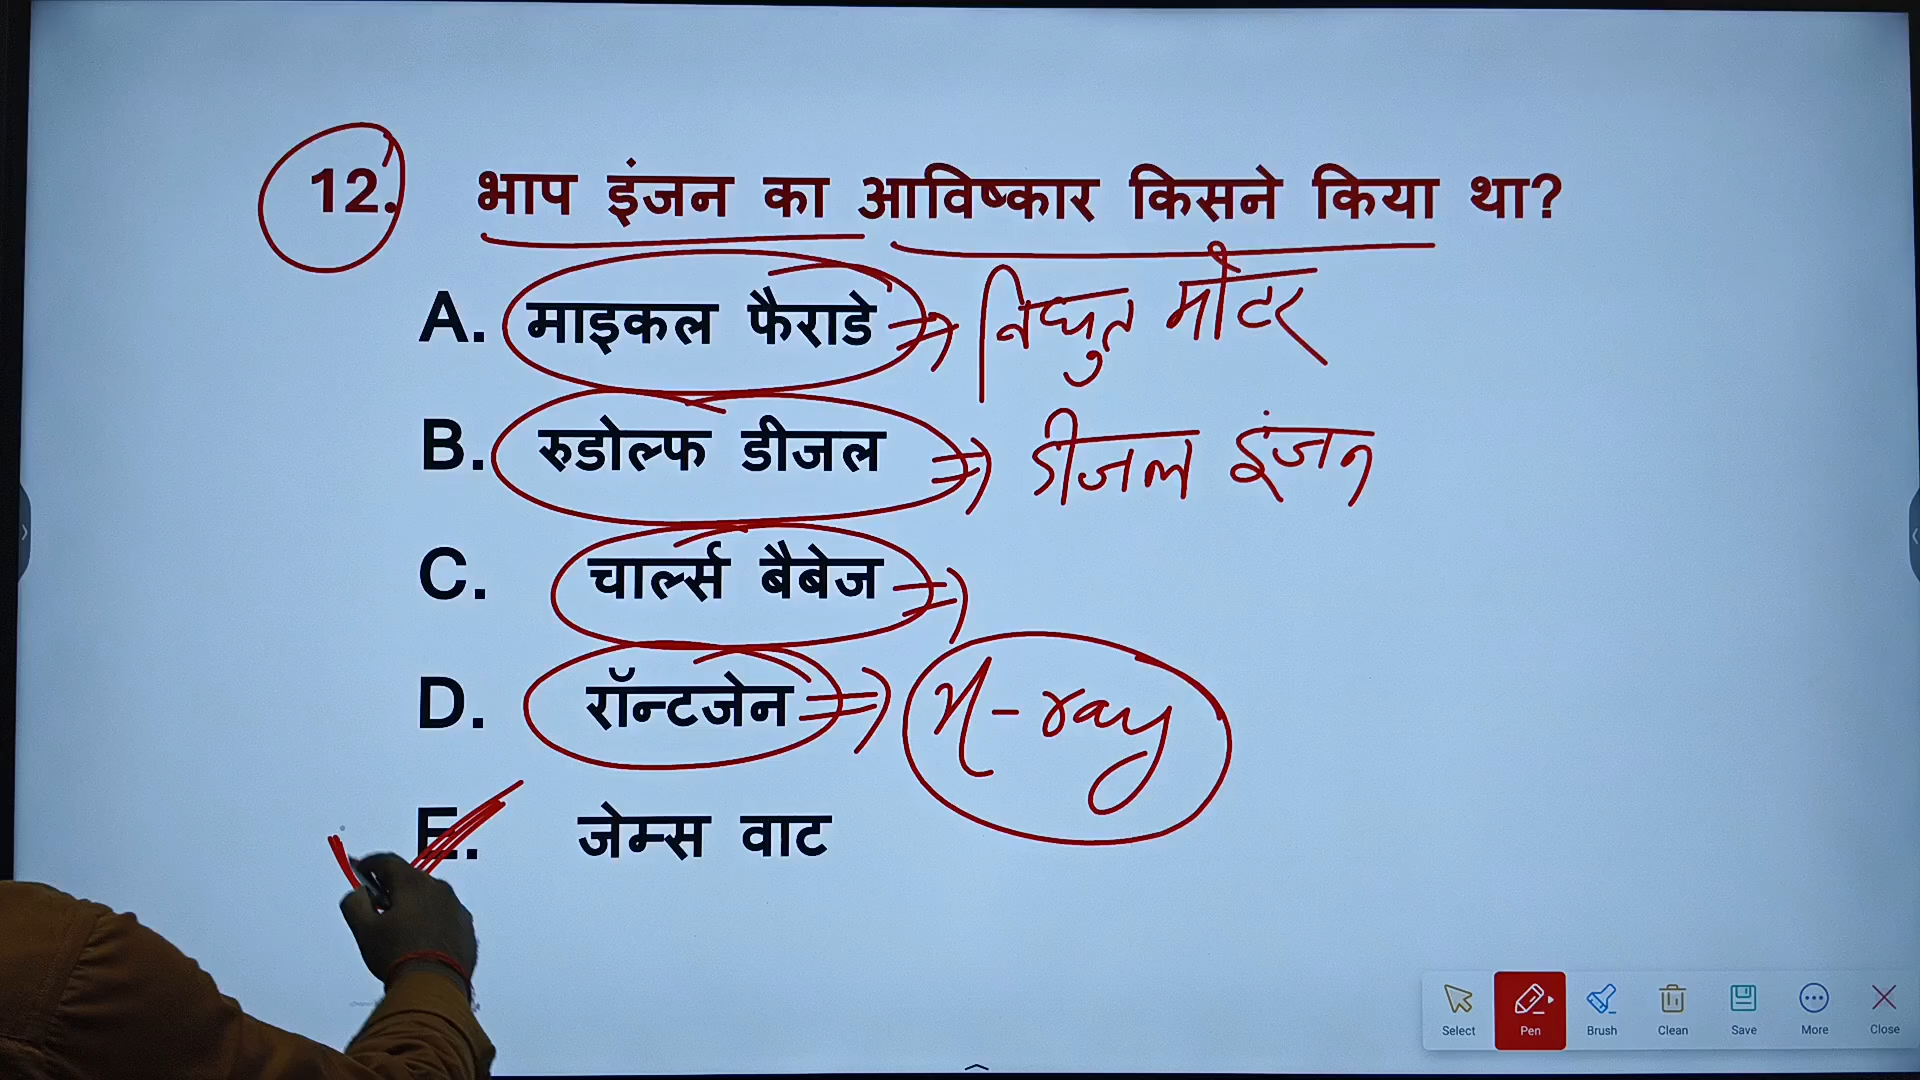 12. भाप इंजन का आविष्कार किसने किया था?
A. माइकल फैराडे ⇒ विधुत मोटर
B. रुडोल्फ डीजल ⇒ डीजल इंजन
C. चार्ल्स बैबेज ⇒
D. रॉन्टजेन ⇒ X-ray
E. जेम्स वाट
Select Pen Brush Clean Save More Close